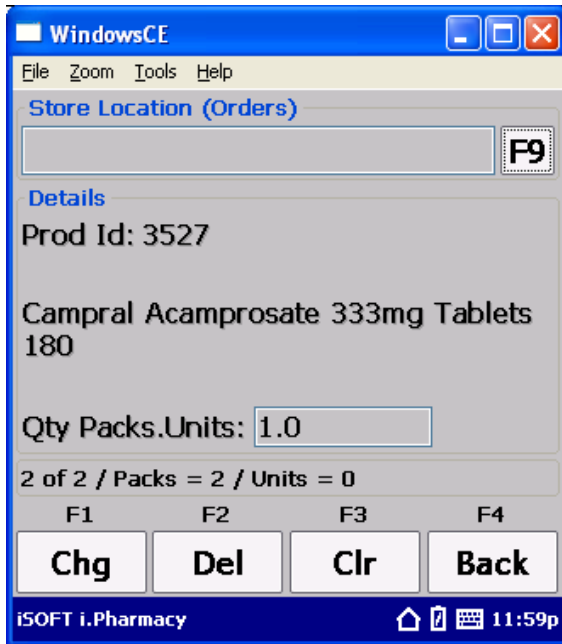 WindowsCE
File Zoom Tools Help
Store Location (Orders)
F9
Details
Prod Id: 3527
Campral Acamprosate 333mg Tablets
180
Qty Packs.Units: 1.0
2 of 2 / Packs = 2 / Units = 0
F1 F2 F3 F4
Chg Del Clr Back
iSOFT i.Pharmacy 11:59p